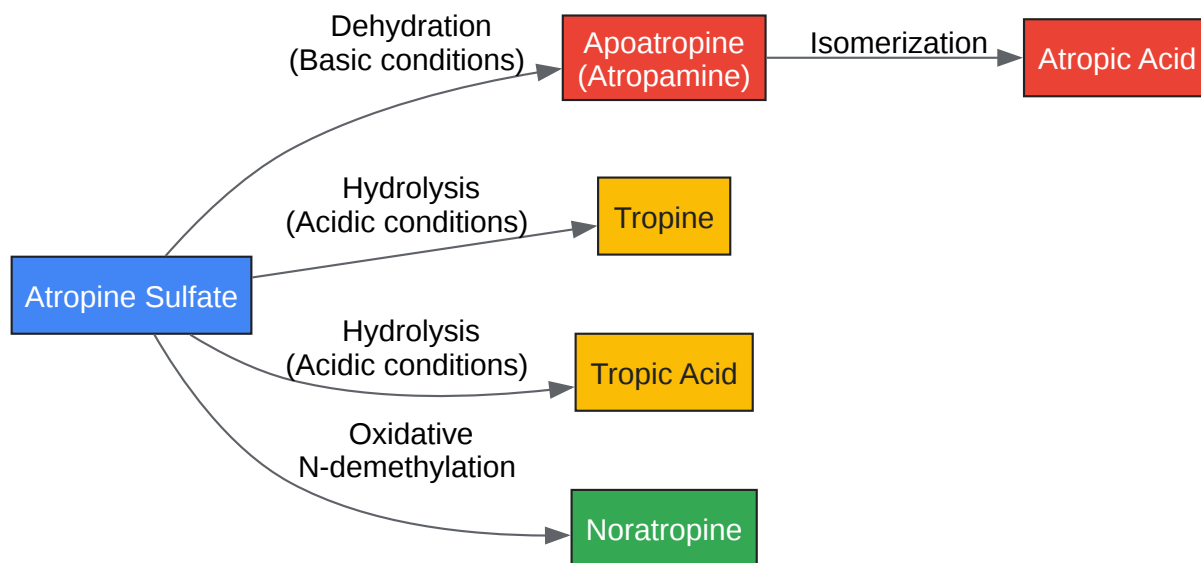 Dehydration
(Basic conditions)
Apoatropine
(Atropamine)
Isomerization
Atropic Acid
Hydrolysis
(Acidic conditions)
Tropine
Atropine Sulfate
Hydrolysis
(Acidic conditions)
Tropic Acid
Oxidative
N-demethylation
Noratropine